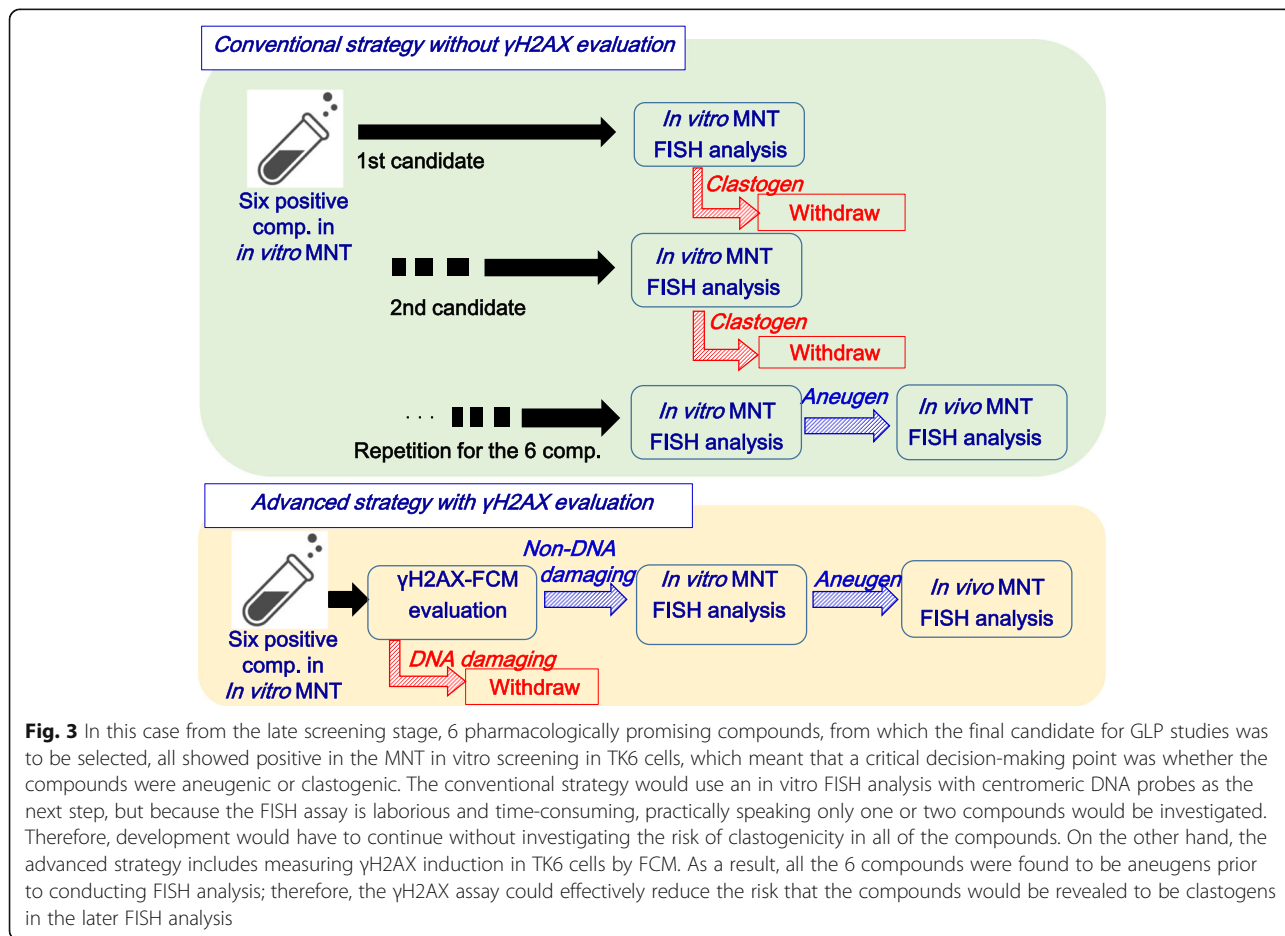 Conventional strategy without γH2AX evaluation
In vitro MNT
FISH analysis
1st candidate
Clastogen
Withdraw
Six positive
comp. in
in vitro MNT
In vitro MNT
FISH analysis
2nd candidate
Clastogen
Withdraw
. . .
Repetition for the 6 comp.
In vitro MNT
FISH analysis
Aneugen
In vivo MNT
FISH analysis
Advanced strategy with γH2AX evaluation
Six positive
comp. in
In vitro MNT
γH2AX-FCM
evaluation
DNA damaging
Withdraw
Non-DNA
damaging
In vitro MNT
FISH analysis
Aneugen
In vivo MNT
FISH analysis
Fig. 3 In this case from the late screening stage, 6 pharmacologically promising compounds, from which the final candidate for GLP studies was
to be selected, all showed positive in the MNT in vitro screening in TK6 cells, which meant that a critical decision-making point was whether the
compounds were aneugenic or clastogenic. The conventional strategy would use an in vitro FISH analysis with centromeric DNA probes as the
next step, but because the FISH assay is laborious and time-consuming, practically speaking only one or two compounds would be investigated.
Therefore, development would have to continue without investigating the risk of clastogenicity in all of the compounds. On the other hand, the
advanced strategy includes measuring γH2AX induction in TK6 cells by FCM. As a result, all the 6 compounds were found to be aneugens prior
to conducting FISH analysis; therefore, the γH2AX assay could effectively reduce the risk that the compounds would be revealed to be clastogens
in the later FISH analysis